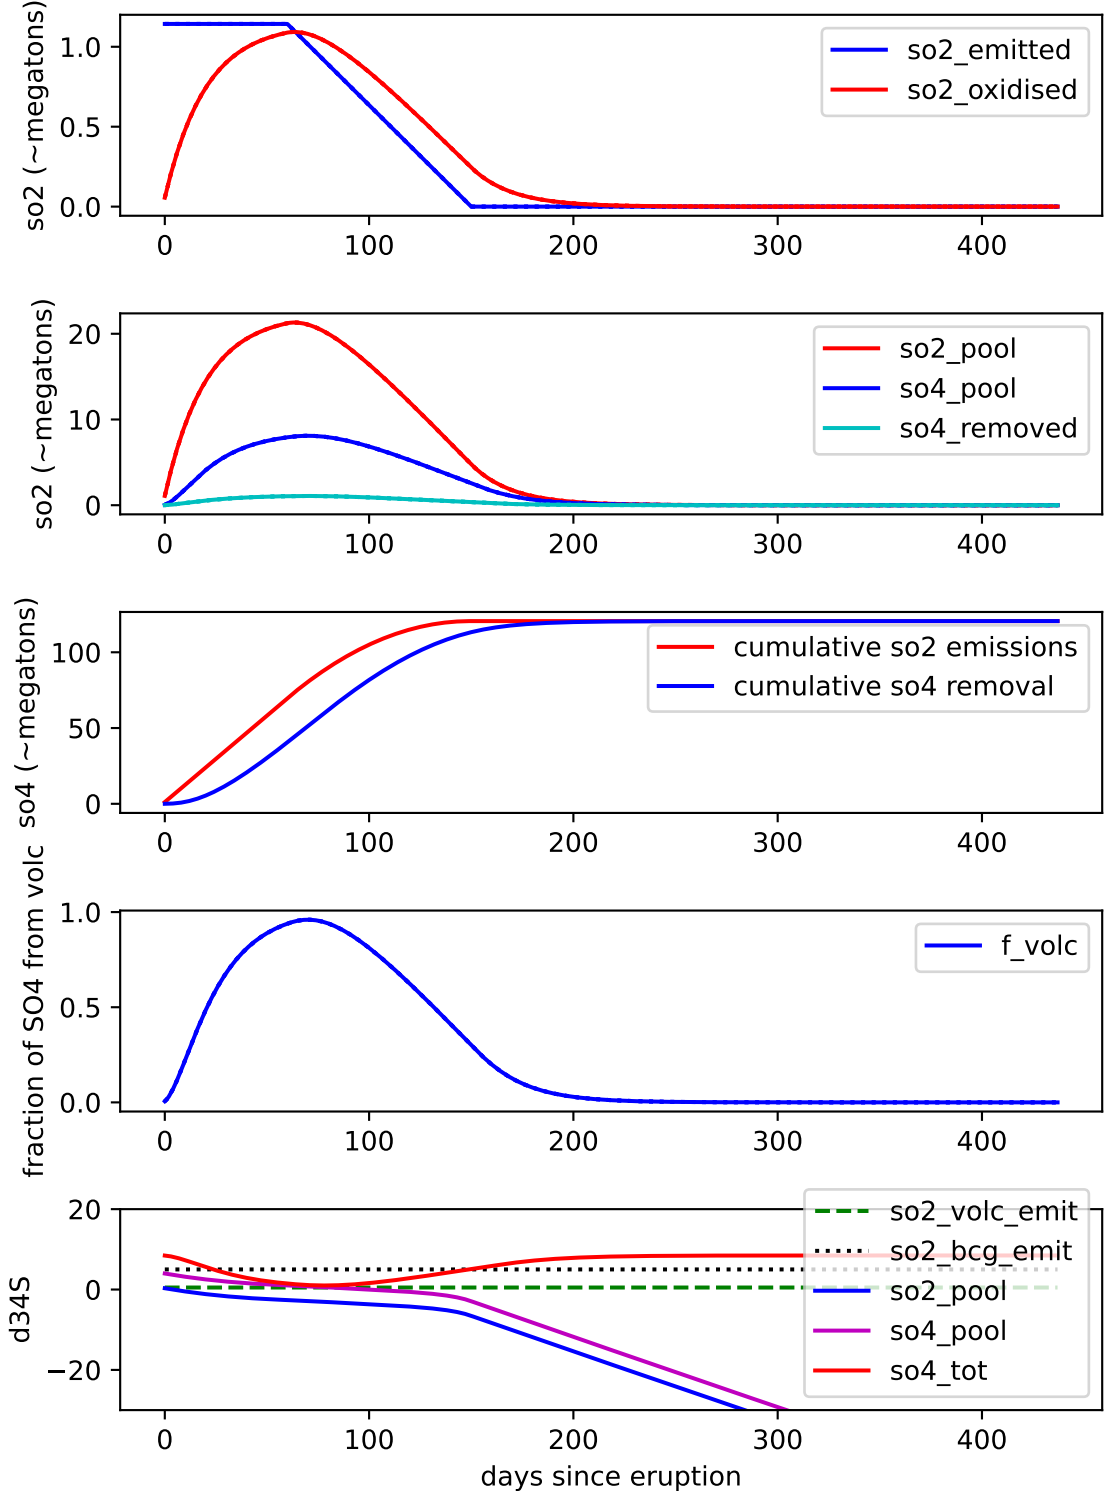 so2 (~megatons)
1.0
0.5
0.0
so2_emitted
so2_oxidised
0 100 200 300 400
so2 (~megatons)
20
10
0
so2_pool
so4_pool
so4_removed
0 100 200 300 400
so4 (~megatons)
100
50
0
cumulative so2 emissions
cumulative so4 removal
0 100 200 300 400
fraction of SO4 from volc
1.0
0.5
0.0
f_volc
0 100 200 300 400
d34S
20
0
−20
so2_volc_emit
so2_bcg_emit
so2_pool
so4_pool
so4_tot
0 100 200 300 400
days since eruption